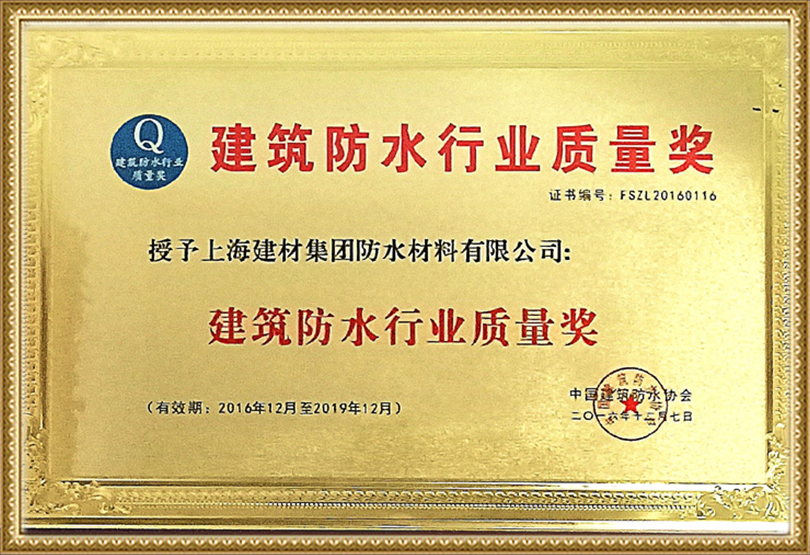 Q
建筑防水行业
质量奖
建筑防水行业质量奖
证书编号：FSZL20160116
授予上海建材集团防水材料有限公司：
建筑防水行业质量奖
（有效期：2016年12月至2019年12月）
中国建筑防水协会
二〇一六年十二月七日